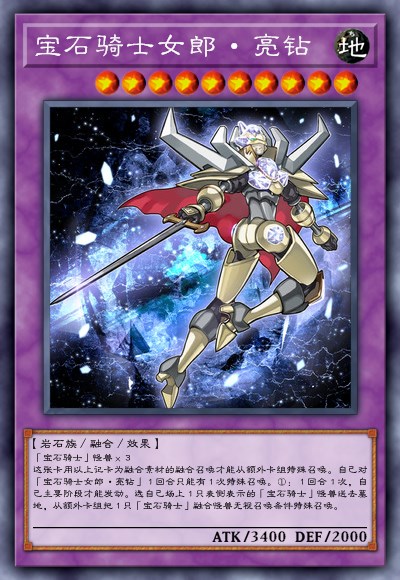 宝石骑士女郎・亮钻 地
【岩石族／融合／效果】
「宝石骑士」怪兽×3
这张卡用以上记卡为融合素材的融合召唤才能从额外卡组特殊召唤。自己对
「宝石骑士女郎・亮钻」1回合只能有1次特殊召唤。①：1回合1次，自
己主要阶段才能发动。选自己场上1只表侧表示的「宝石骑士」怪兽送去墓
地，从额外卡组把1只「宝石骑士」融合怪兽无视召唤条件特殊召唤。
ATK/3400 DEF/2000